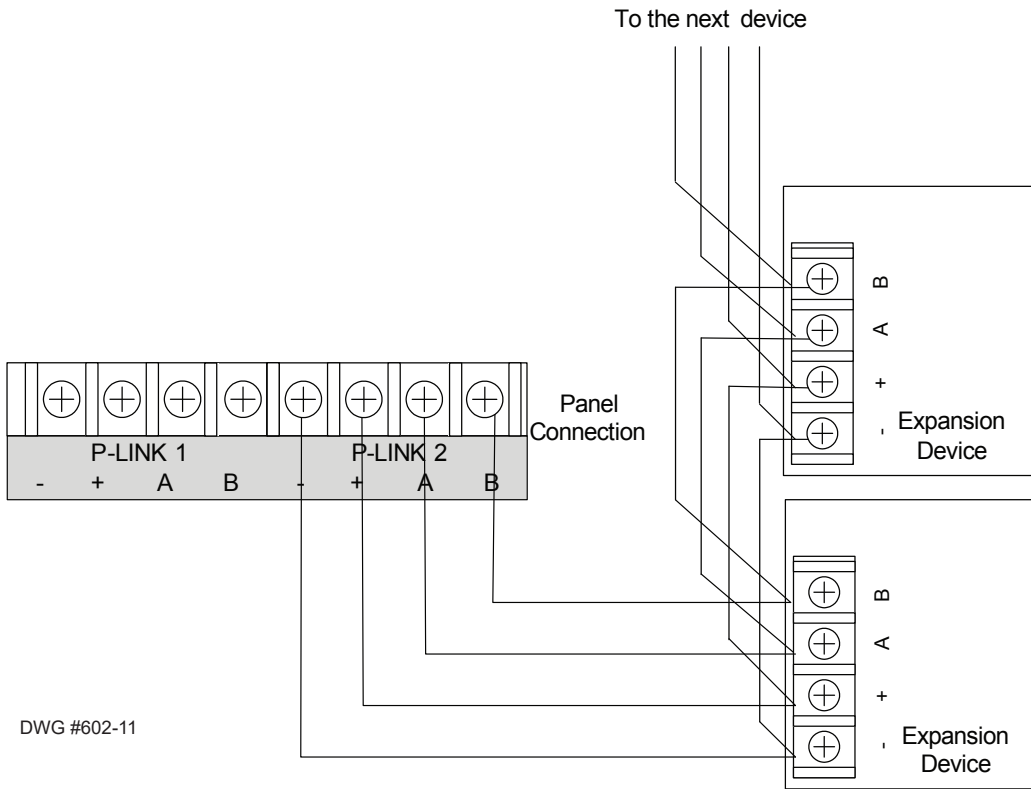 To the next device
B
A
+
-
Expansion
Device
Panel
Connection
P-LINK 1 P-LINK 2
- + A B - + A B
B
A
+
-
Expansion
Device
DWG #602-11